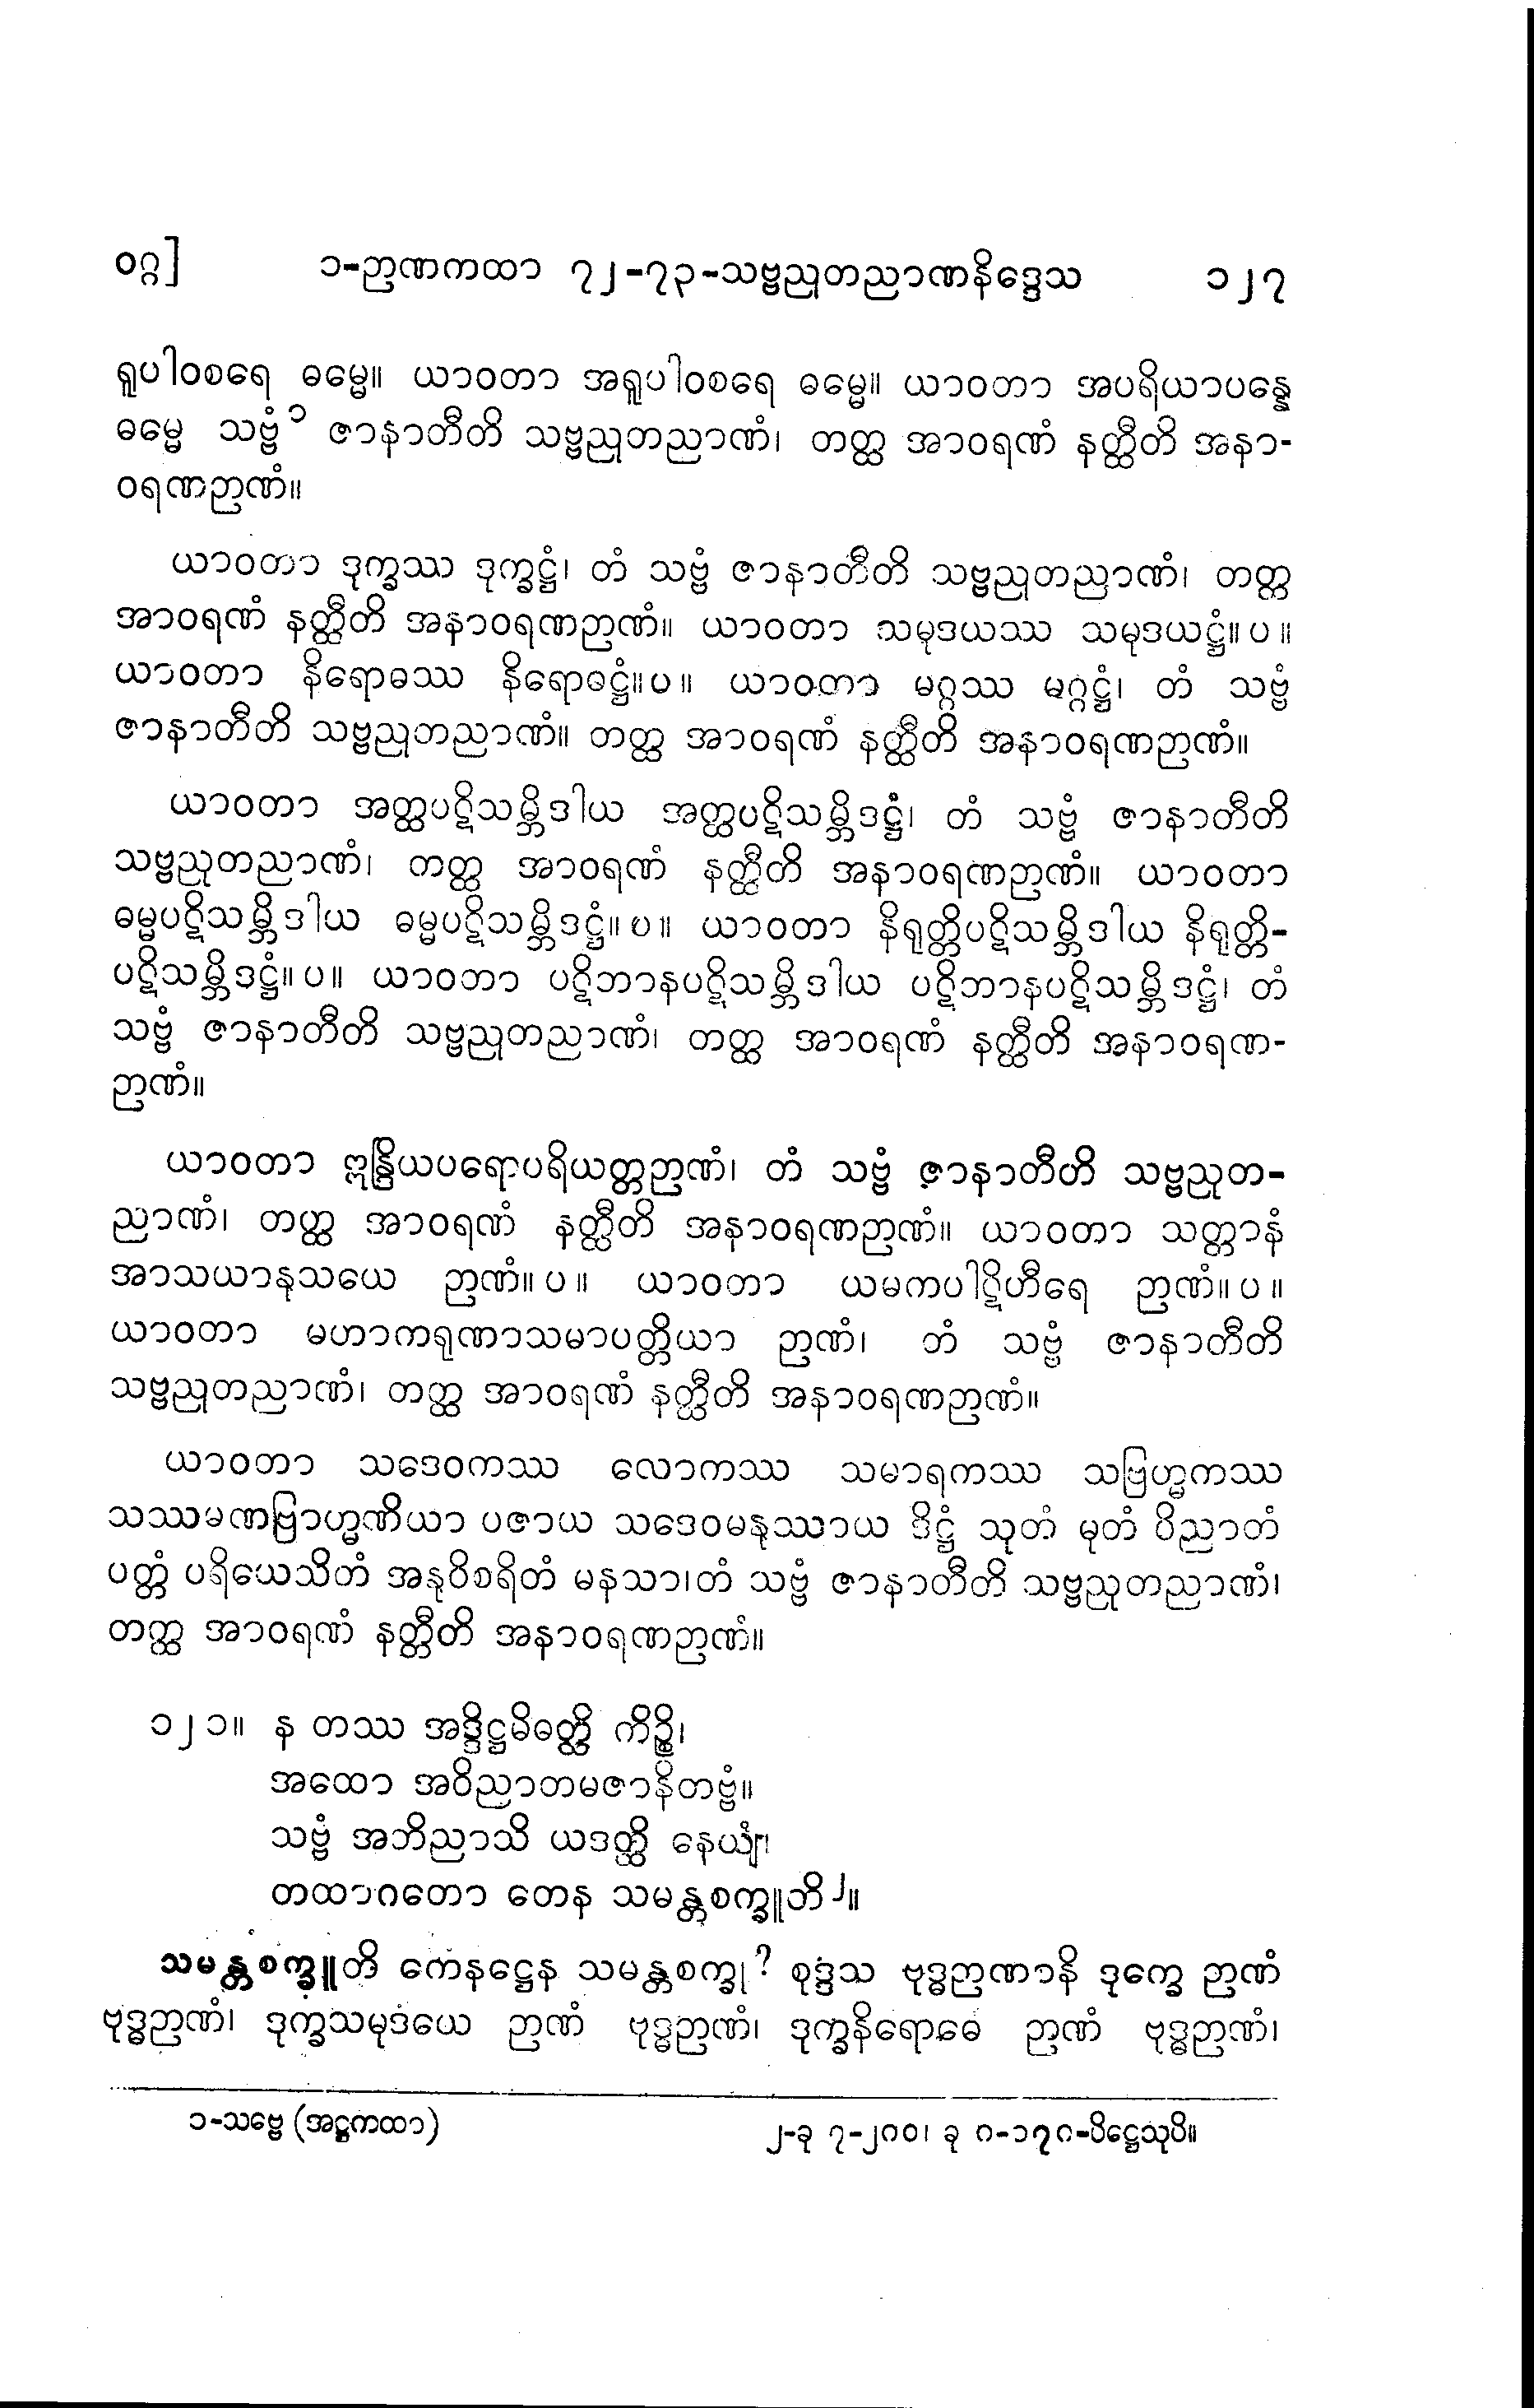 ဝဂ္ဂ] ၁-ဉာဏကထာ ၇၂-၇၃-သဗ္ဗညုတညာဏနိဒ္ဒေသ ၁၂၇
ရူပါဝစရေ ဓမ္မေ။ ယာဝတာ အရူပါဝစရေ ဓမ္မေ။ ယာဝတာ အပရိယာပန္နေ
ဓမ္မေ သဗ္ဗံ ၁ ဇာနာတီတိ သဗ္ဗညုတညာဏံ၊ တတ္ထ အာဝရဏံ နတ္ထီတိ အနာ-
ဝရဏဉာဏံ။
ယာဝတာ ဒုက္ခဿ ဒုက္ခဋ္ဌံ၊ တံ သဗ္ဗံ ဇာနာတီတိ သဗ္ဗညုတညာဏံ၊ တတ္ထ
အာဝရဏံ နတ္ထီတိ အနာဝရဏဉာဏံ။ ယာဝတာ သမုဒယဿ သမုဒယဋ္ဌံ။ပ။
ယာဝတာ နိရောဓဿ နိရောဓဋ္ဌံ။ပ။ ယာဝတာ မဂ္ဂဿ မဂ္ဂဋ္ဌံ၊ တံ သဗ္ဗံ
ဇာနာတီတိ သဗ္ဗညုတညာဏံ။ တတ္ထ အာဝရဏံ နတ္ထီတိ အနာဝရဏဉာဏံ။
ယာဝတာ အတ္ထပဋိသမ္ဘိဒါယ အတ္ထပဋိသမ္ဘိဒဋ္ဌံ၊ တံ သဗ္ဗံ ဇာနာတီတိ
သဗ္ဗညုတညာဏံ၊ တတ္ထ အာဝရဏံ နတ္ထီတိ အနာဝရဏဉာဏံ။ ယာဝတာ
ဓမ္မပဋိသမ္ဘိဒါယ ဓမ္မပဋိသမ္ဘိဒဋ္ဌံ။ပ။ ယာဝတာ နိရုတ္တိပဋိသမ္ဘိဒါယ နိရုတ္တိ-
ပဋိသမ္ဘိဒဋ္ဌံ။ပ။ ယာဝတာ ပဋိဘာနပဋိသမ္ဘိဒါယ ပဋိဘာနပဋိသမ္ဘိဒဋ္ဌံ၊ တံ
သဗ္ဗံ ဇာနာတီတိ သဗ္ဗညုတညာဏံ၊ တတ္ထ အာဝရဏံ နတ္ထီတိ အနာဝရဏ-
ဉာဏံ။
ယာဝတာ ဣန္ဒြိယပရောပရိယတ္တဉာဏံ၊ တံ သဗ္ဗံ ဇာနာတီတိ သဗ္ဗညုတ-
ညာဏံ၊ တတ္ထ အာဝရဏံ နတ္ထီတိ အနာဝရဏဉာဏံ။ ယာဝတာ သတ္တာနံ
အာသယာနုသယေ ဉာဏံ။ပ။ ယာဝတာ ယမကပါဋိဟီရေ ဉာဏံ။ပ။
ယာဝတာ မဟာကရုဏာသမာပတ္တိယာ ဉာဏံ၊ တံ သဗ္ဗံ ဇာနာတီတိ
သဗ္ဗညုတညာဏံ၊ တတ္ထ အာဝရဏံ နတ္ထီတိ အနာဝရဏဉာဏံ။
ယာဝတာ သဒေဝကဿ လောကဿ သမာရကဿ သဗြဟ္မကဿ
သဿမဏဗြာဟ္မဏိယာ ပဇာယ သဒေဝမနုဿာယ ဒိဋ္ဌံ သုတံ မုတံ ဝိညာတံ
ပတ္တံ ပရိယေသိတံ အနုဝိစရိတံ မနသာ၊တံ သဗ္ဗံ ဇာနာတီတိ သဗ္ဗညုတညာဏံ၊
တတ္ထ အာဝရဏံ နတ္ထီတိ အနာဝရဏဉာဏံ။
၁၂၁။ န တဿ အဒ္ဒိဋ္ဌမိဓတ္ထိ ကိဉ္စိ၊
အထော အဝိညာတမဇာနိတဗ္ဗံ။
သဗ္ဗံ အဘိညာသိ ယဒတ္ထိ နေယျံ၊
တထာဂတော တေန သမန္တစက္ခူတိ ၂။
သမန္တစက္ခူတိ ကေနဋ္ဌေန သမန္တစက္ခု? စုဒ္ဒသ ဗုဒ္ဓဉာဏာနိ ဒုက္ခေ ဉာဏံ
ဗုဒ္ဓဉာဏံ၊ ဒုက္ခသမုဒယေ ဉာဏံ ဗုဒ္ဓဉာဏံ၊ ဒုက္ခနိရောဓေ ဉာဏံ ဗုဒ္ဓဉာဏံ၊
၁-သဗ္ဗေ (အဋ္ဌကထာ) ၂-ခု ၇-၂၈၀၊ ခု ၈-၁၇၈-ပိဋ္ဌေသုပိ။